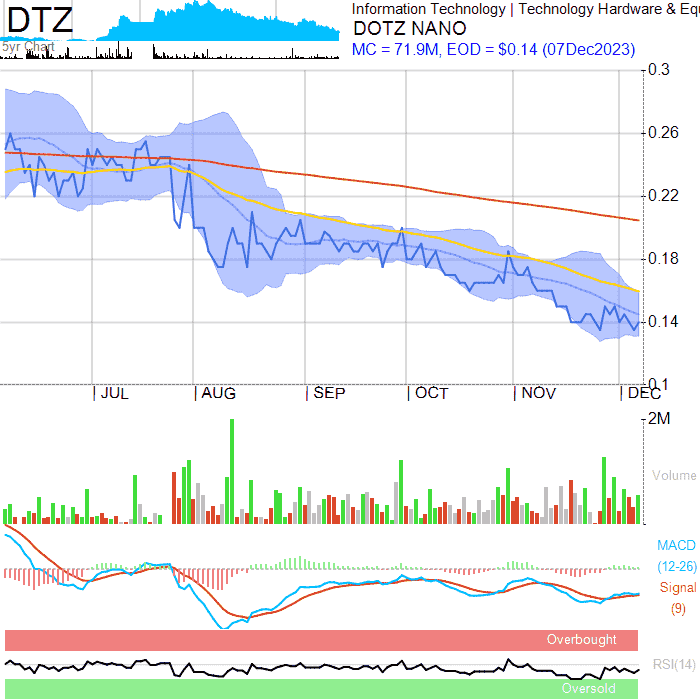 DTZ
5yr Chart
Information Technology | Technology Hardware & Equ
DOTZ NANO
MC = 71.9M, EOD = $0.14 (07Dec2023)
0.3
0.26
0.22
0.18
0.14
0.1
JUL AUG SEP OCT NOV DEC
2M
Volume
MACD
(12-26)
Signal
(9)
Overbought
RSI(14)
Oversold